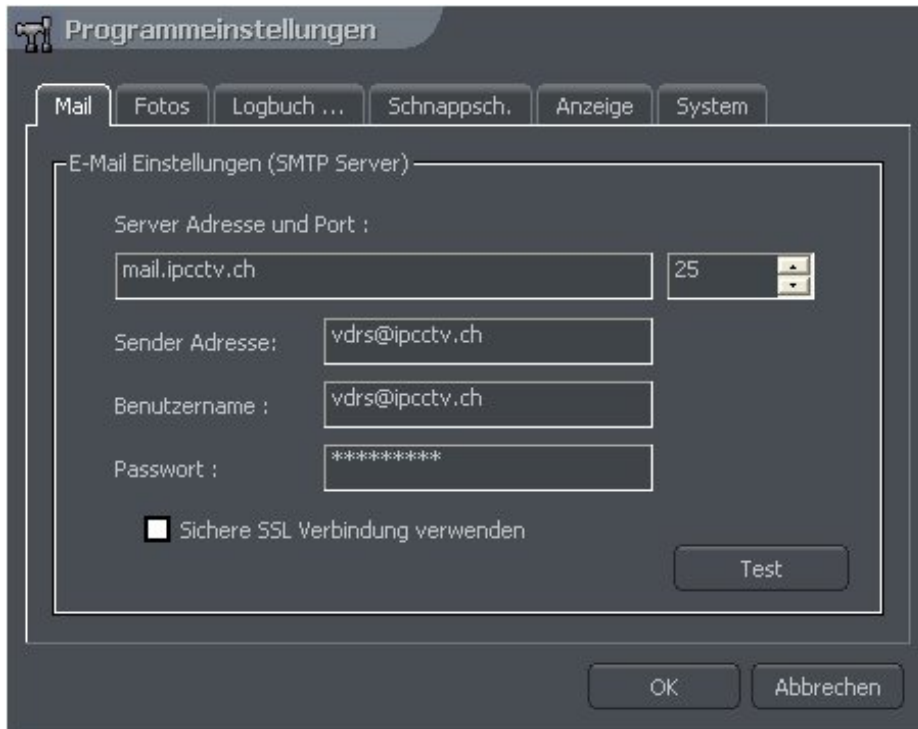 Programmeinstellungen
Mail Fotos Logbuch ... Schnappsch. Anzeige System
E-Mail Einstellungen (SMTP Server)
Server Adresse und Port :
mail.ipcctv.ch 25
Sender Adresse: vdrs@ipcctv.ch
Benutzername : vdrs@ipcctv.ch
Passwort : *********
Sichere SSL Verbindung verwenden
Test
OK Abbrechen